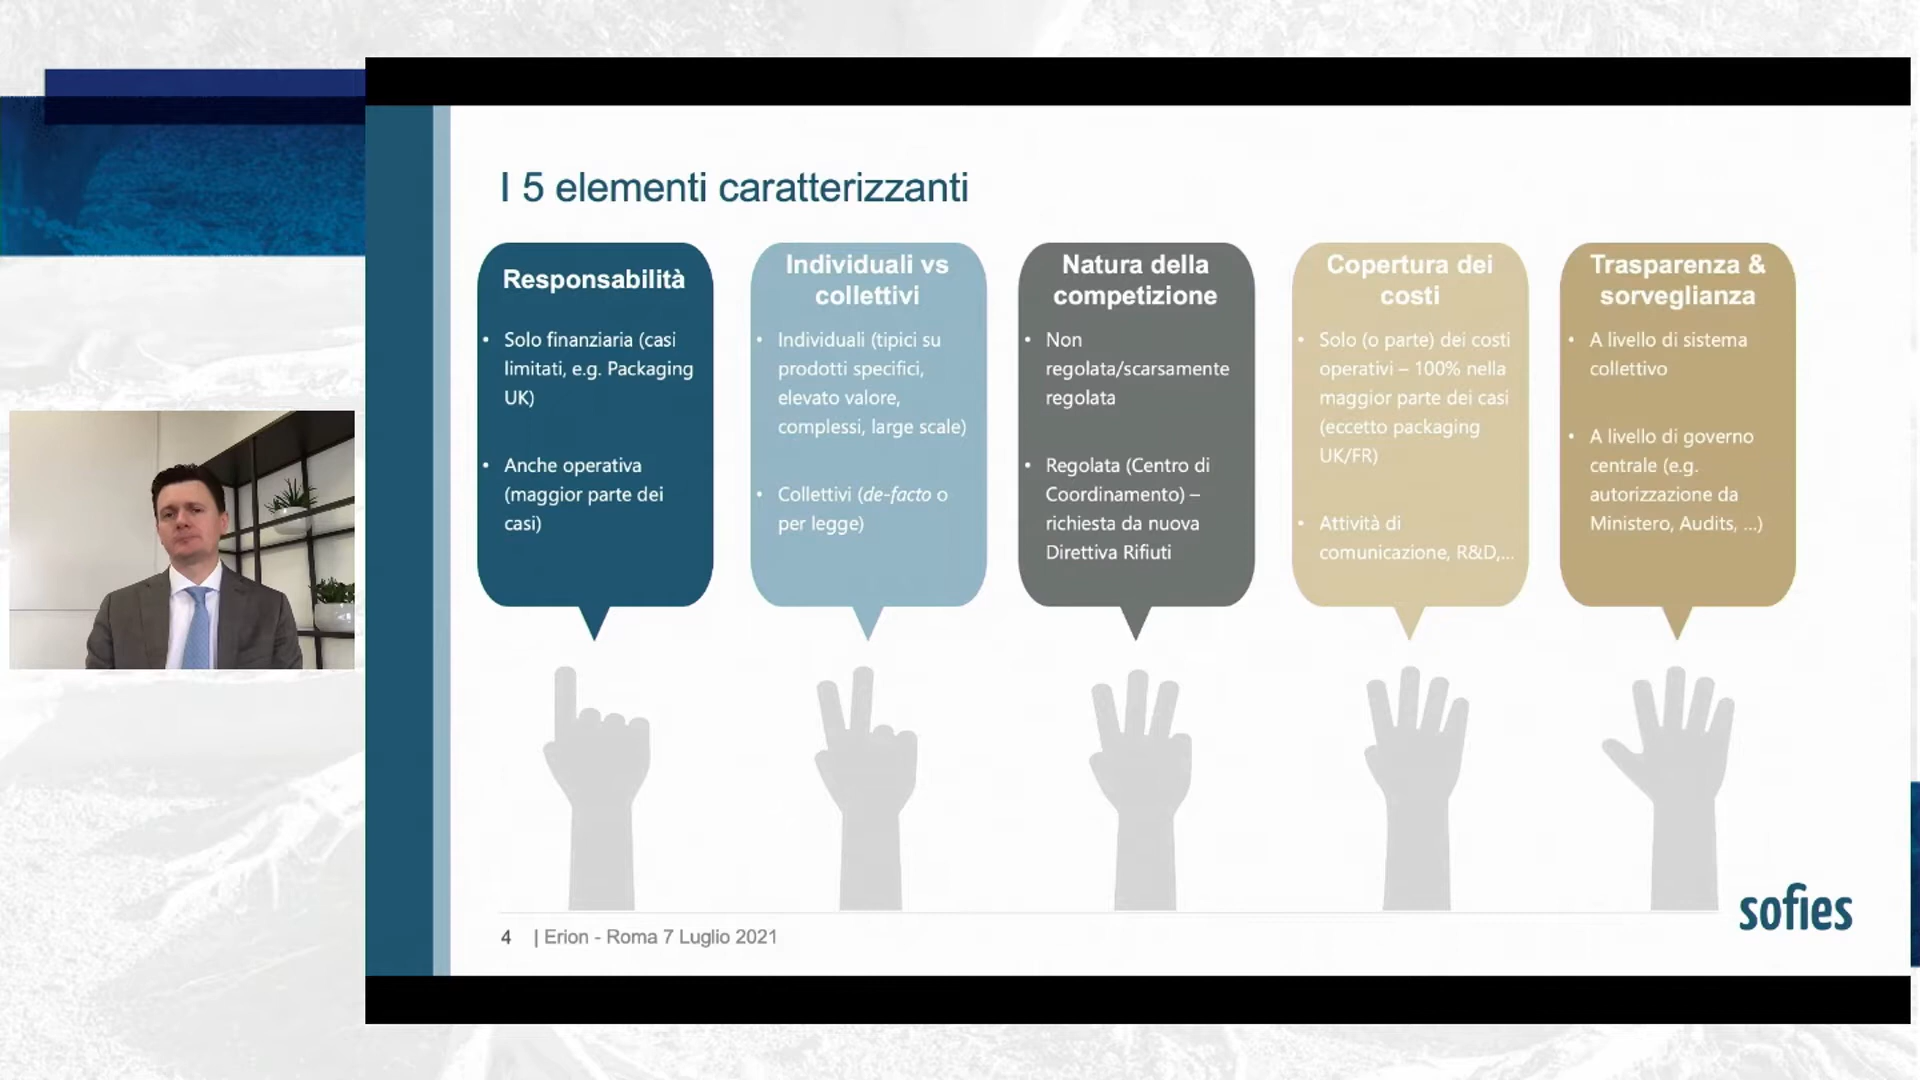 I 5 elementi caratterizzanti
Responsabilità
• Solo finanziaria (casi
limitati, e.g. Packaging
UK)
• Anche operativa
(maggior parte dei
casi)
Individuali vs
collettivi
• Individuali (tipici su
prodotti specifici,
elevato valore,
complessi, large scale)
• Collettivi (de-facto o
per legge)
Natura della
competizione
• Non
regolata/scarsamente
regolata
• Regolata (Centro di
Coordinamento) –
richiesta da nuova
Direttiva Rifiuti
Copertura dei
costi
• Solo (o parte) dei costi
operativi – 100% nella
maggior parte dei casi
(eccetto packaging
UK/FR)
• Attività di
comunicazione, R&D,...
Trasparenza &
sorveglianza
• A livello di sistema
collettivo
• A livello di governo
centrale (e.g.
autorizzazione da
Ministero, Audits, ...)
sofies
4 | Erion - Roma 7 Luglio 2021